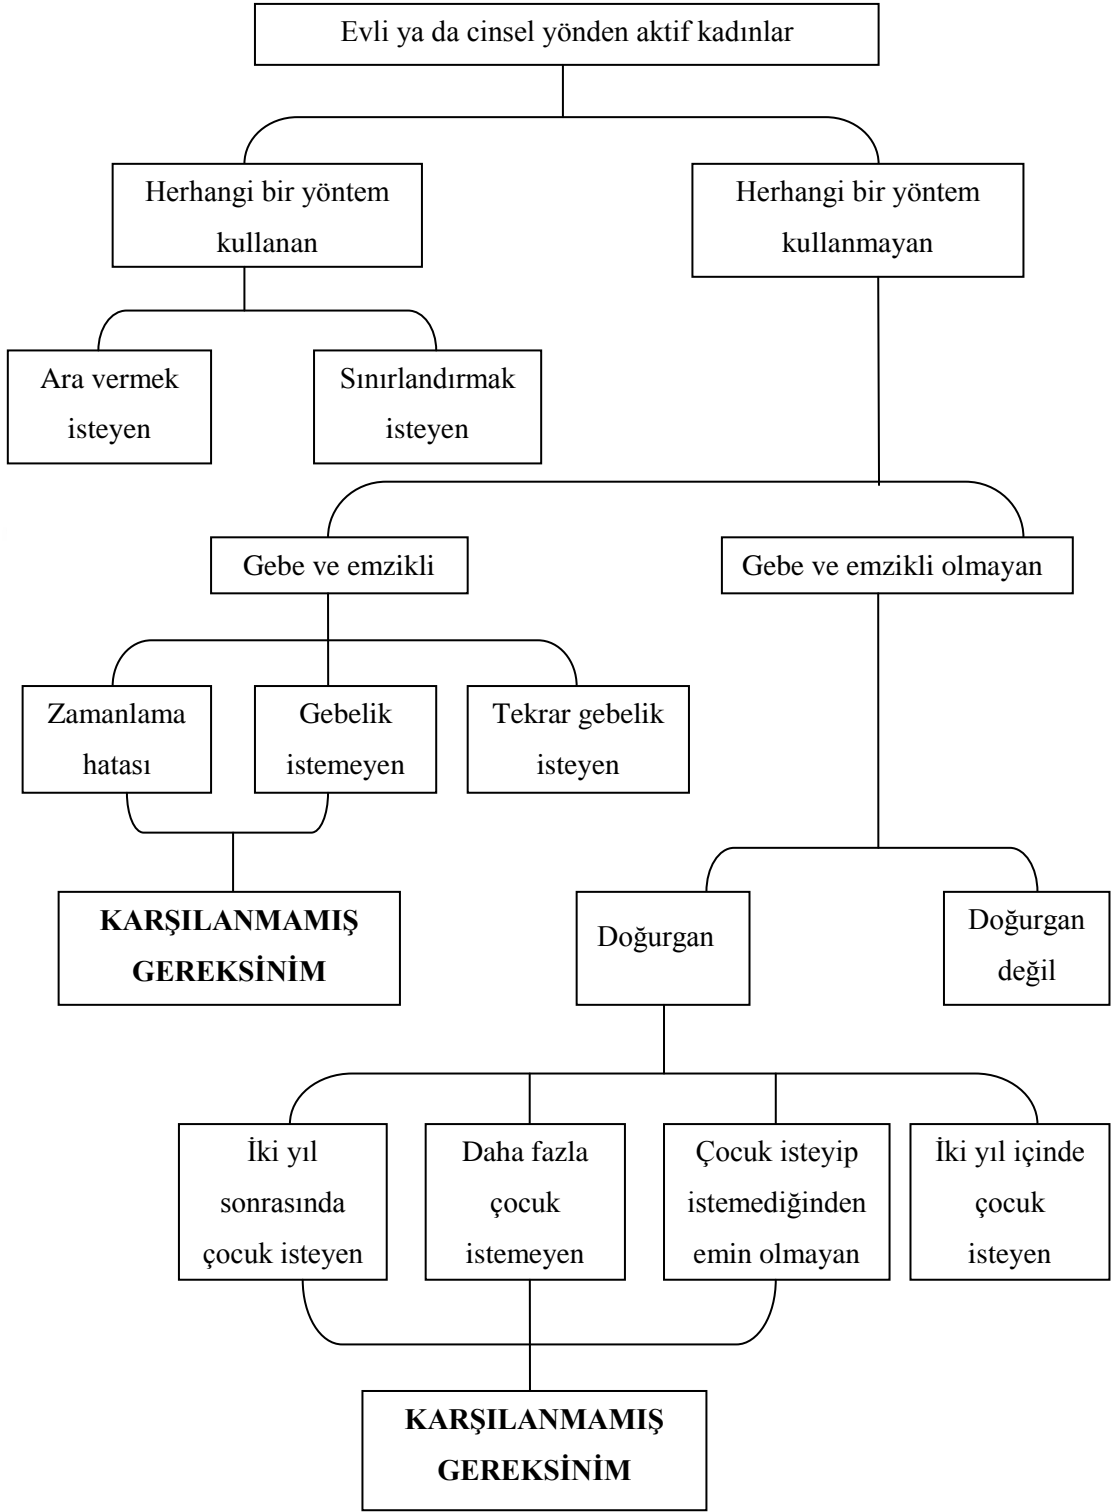 Evli ya da cinsel yönden aktif kadınlar
Herhangi bir yöntem
kullanan
Herhangi bir yöntem
kullanmayan
Ara vermek
isteyen
Sınırlandırmak
isteyen
Gebe ve emzikli
Gebe ve emzikli olmayan
Zamanlama
hatası
Gebelik
istemeyen
Tekrar gebelik
isteyen
KARŞILANMAMIŞ
GEREKSİNİM
Doğurgan
Doğurgan
değil
İki yıl
sonrasında
çocuk isteyen
Daha fazla
çocuk
istemeyen
Çocuk isteyip
istemediğinden
emin olmayan
İki yıl içinde
çocuk
isteyen
KARŞILANMAMIŞ
GEREKSİNİM